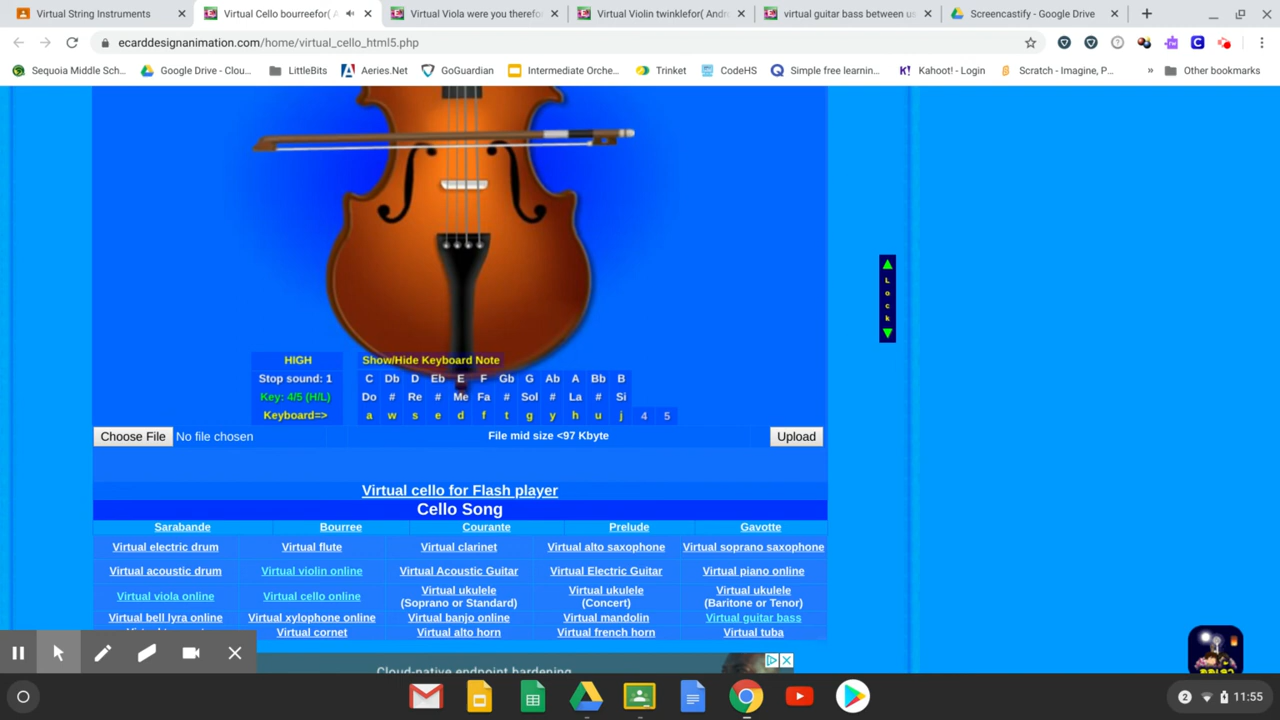 Virtual String Instruments
Virtual Cello bourreefor( A
Virtual Viola were you therefo
Virtual Violin twinklefor( Andr
virtual guitar bass between us
Screencastify - Google Drive
ecarddesignanimation.com/home/virtual_cello_html5.php
Sequoia Middle Sch... Google Drive - Clou... LittleBits Aeries.Net GoGuardian Intermediate Orche... Trinket CodeHS Simple free learnin... Kahoot! - Login Scratch - Imagine, P... » Other bookmarks
L
o
c
k
HIGH Show/Hide Keyboard Note
Stop sound: 1 C Db D Eb E F Gb G Ab A Bb B
Key: 4/5 (H/L) Do # Re # Me Fa # Sol # La # Si
Keyboard=> a w s e d f t g y h u j 4 5
Choose File No file chosen File mid size <97 Kbyte Upload
Virtual cello for Flash player
Cello Song
Sarabande Bourree Courante Prelude Gavotte
Virtual electric drum Virtual flute Virtual clarinet Virtual alto saxophone Virtual soprano saxophone
Virtual acoustic drum Virtual violin online Virtual Acoustic Guitar Virtual Electric Guitar Virtual piano online
Virtual viola online Virtual cello online Virtual ukulele (Soprano or Standard) Virtual ukulele (Concert) Virtual ukulele (Baritone or Tenor)
Virtual bell lyra online Virtual xylophone online Virtual banjo online Virtual mandolin Virtual guitar bass
Virtual cornet Virtual alto horn Virtual french horn Virtual tuba
Cloud-native endpoint hardening
2 11:55